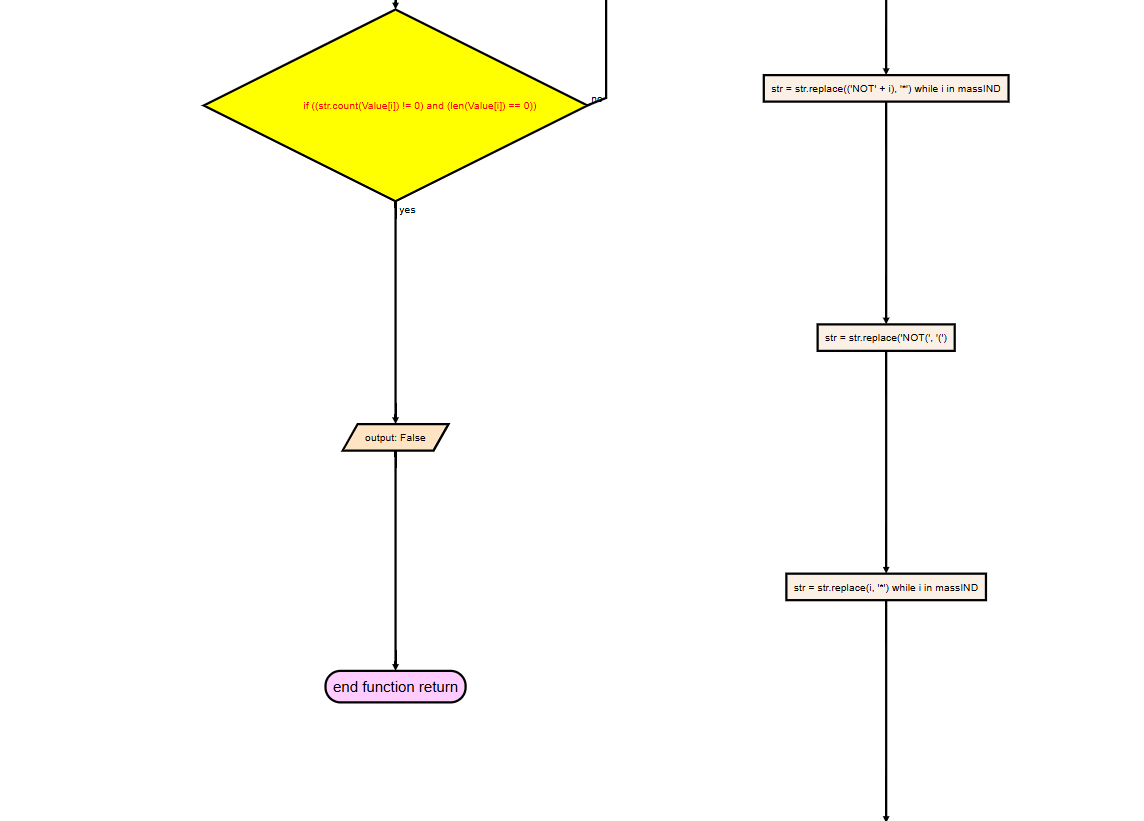 if ((str.count(Value[i]) != 0) and (len(Value[i]) == 0))
no
yes
output: False
end function return
str = str.replace(('NOT' + i), '*') while i in massIND
str = str.replace('NOT(', '(')
str = str.replace(i, '*') while i in massIND